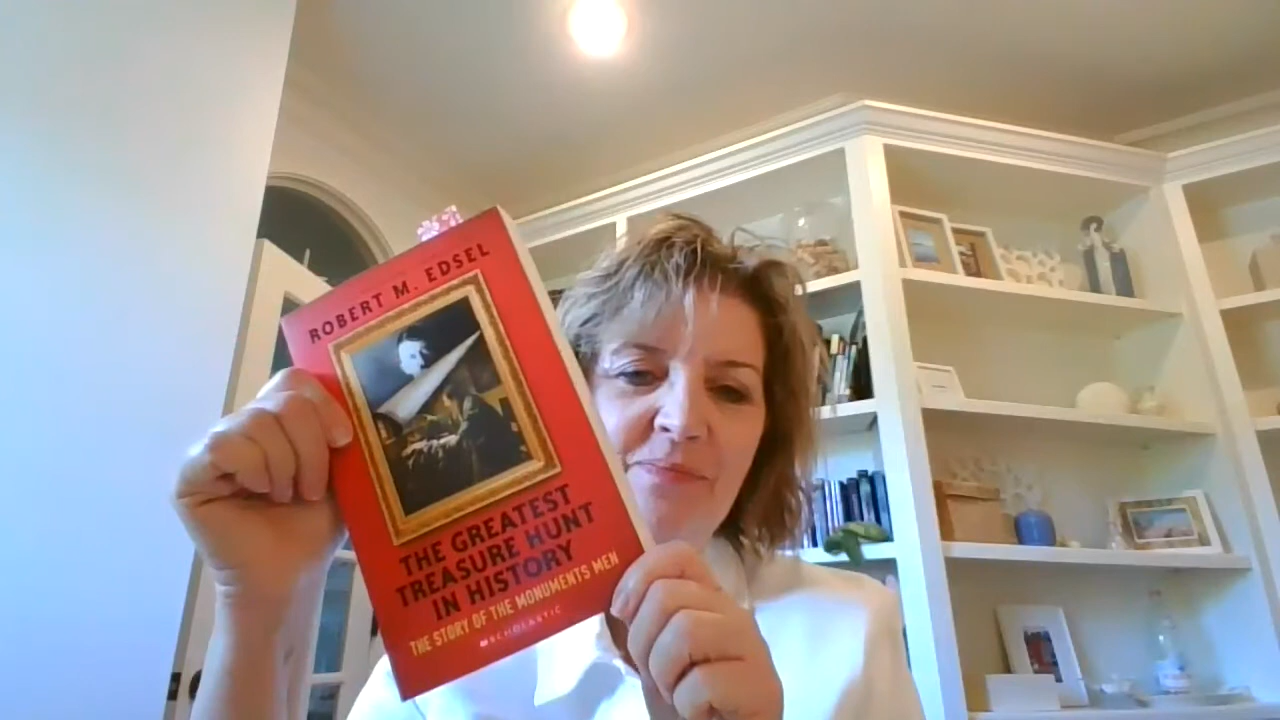 ROBERT M. EDSEL
THE GREATEST
TREASURE HUNT
IN HISTORY
THE STORY OF THE MONUMENTS MEN
SCHOLASTIC